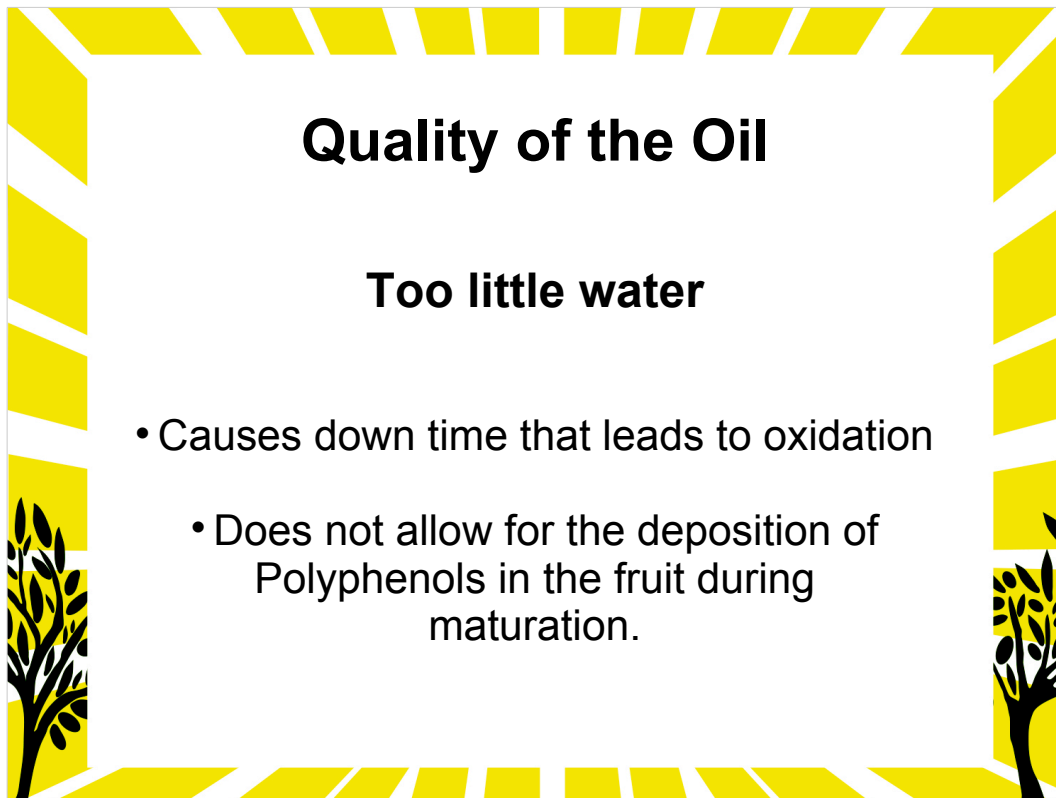 Quality of the Oil
Too little water
• Causes down time that leads to oxidation
• Does not allow for the deposition of
Polyphenols in the fruit during
maturation.